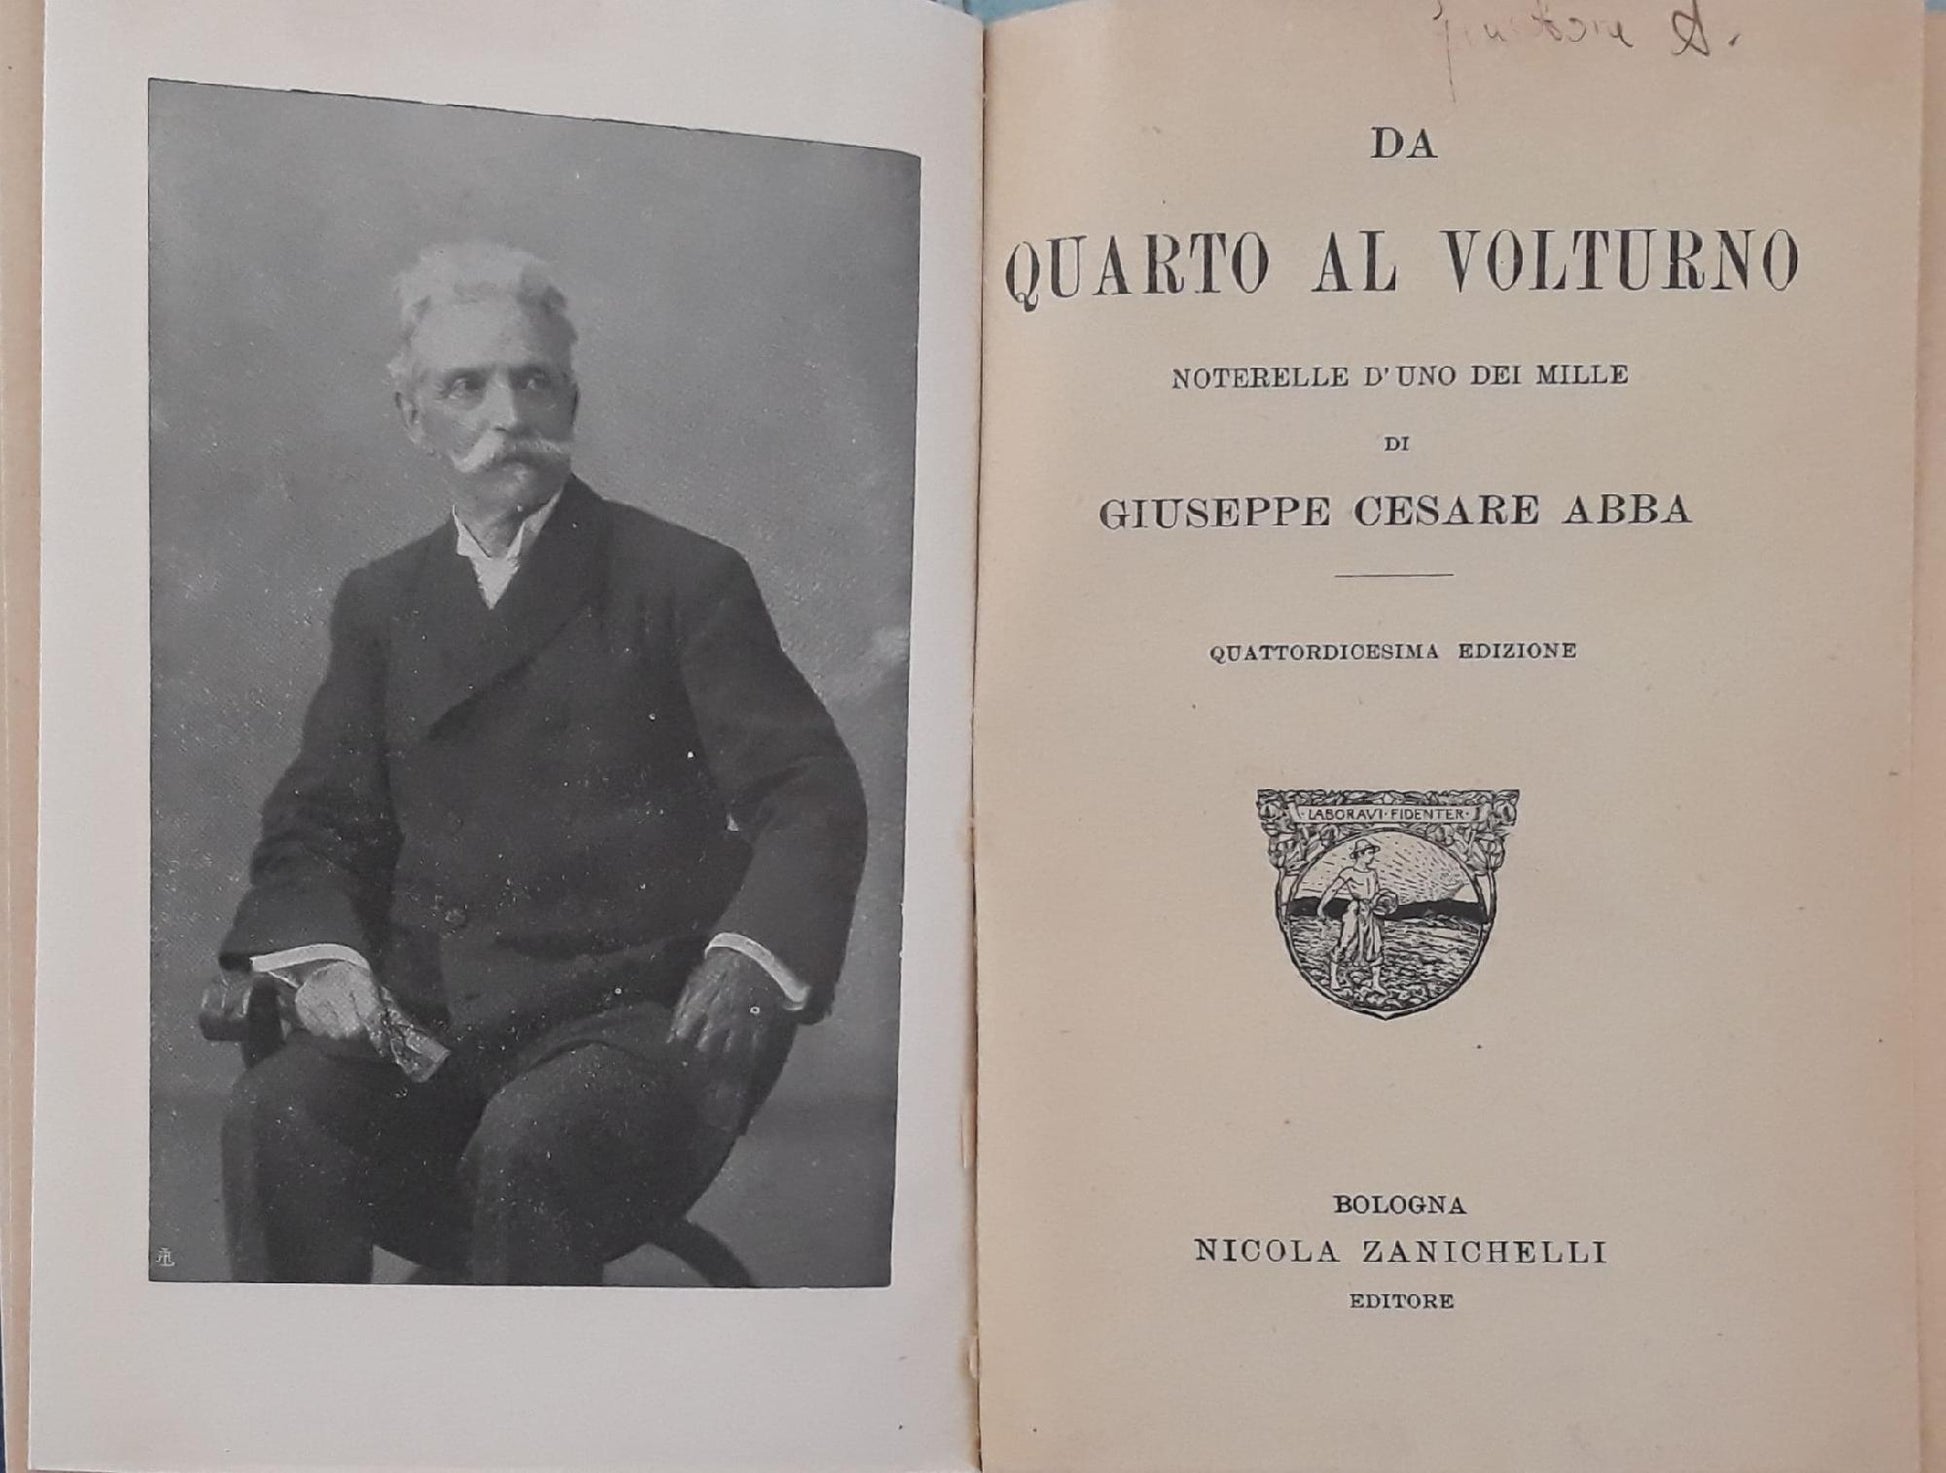 DA
QUARTO AL VOLTURNO
NOTERELLE D'UNO DEI MILLE
DI
GIUSEPPE CESARE ABBA
QUATTORDICESIMA EDIZIONE
·LABORAVI·FIDENTER·
BOLOGNA
NICOLA ZANICHELLI
EDITORE